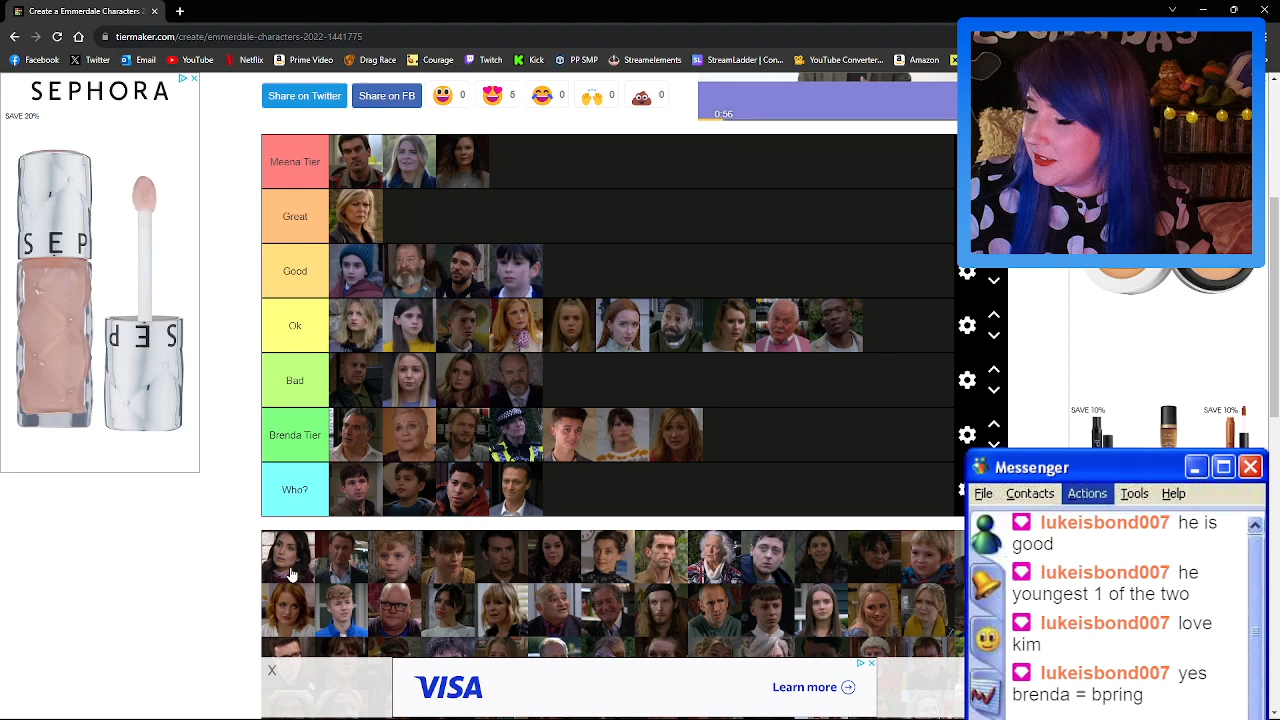 Create a Emmerdale Characters 2
tiermaker.com/create/emmerdale-characters-2022-1441775
Facebook
Twitter
Email
YouTube
Netflix
Prime Video
Drag Race
Courage
Twitch
Kick
PP SMP
Streamelements
StreamLadder | Con...
YouTube Converter...
Amazon
SEPHORA
SAVE 20%
SEP
SEP
Share on Twitter
Share on FB
0
6
0
0
0
0:56
Meena Tier
Great
Good
Ok
Bad
Brenda Tier
Who?
SAVE 10%
SAVE 10%
X
VISA
Learn more
Messenger
File Contacts Actions Tools Help
lukeisbond007 he is
good
lukeisbond007 he
youngest 1 of the two
lukeisbond007 love
kim
lukeisbond007 yes
brenda = bpring